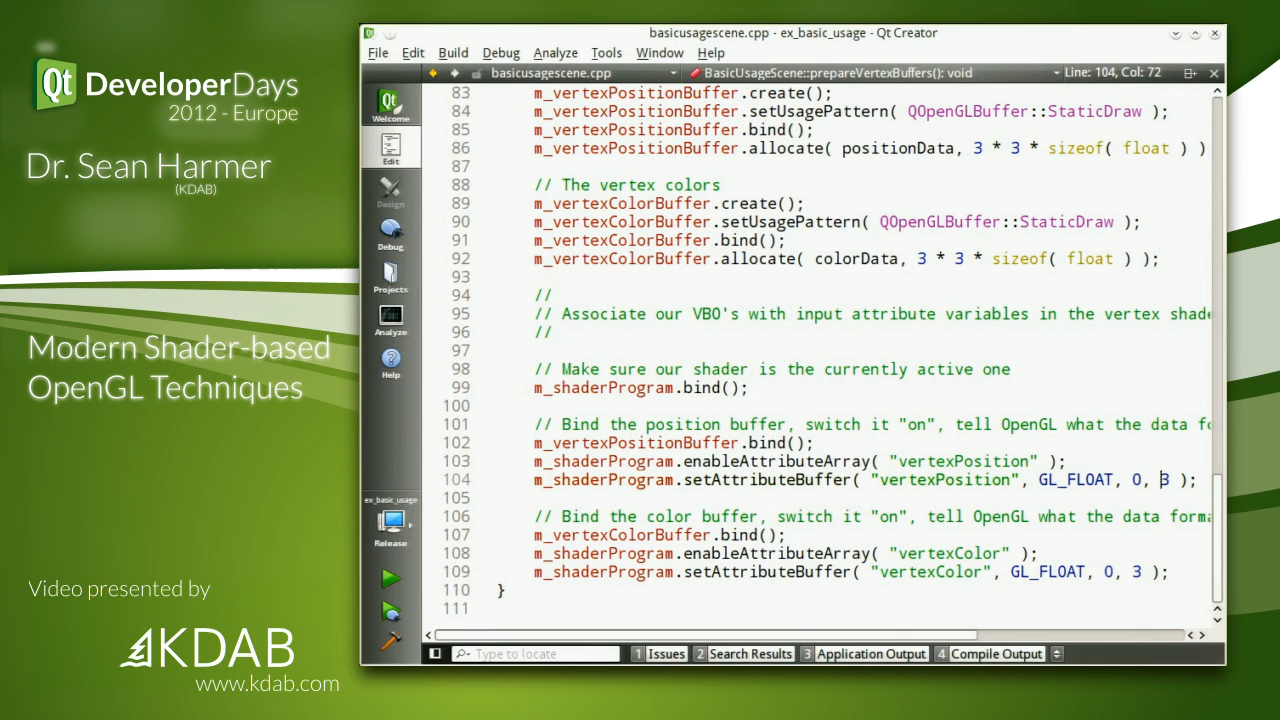 Qt DeveloperDays
2012 - Europe
Dr. Sean Harmer
(KDAB)
Modern Shader-based
OpenGL Techniques
Video presented by
KDAB
www.kdab.com
basicusagescene.cpp - ex_basic_usage - Qt Creator
File Edit Build Debug Analyze Tools Window Help
basicusagescene.cpp BasicUsageScene::prepareVertexBuffers(): void Line: 104, Col: 72
Qt
Welcome
Edit
Design
Debug
Projects
Analyze
Help
ex_basic_usage
Release
83 m_vertexPositionBuffer.create();
84 m_vertexPositionBuffer.setUsagePattern( QOpenGLBuffer::StaticDraw );
85 m_vertexPositionBuffer.bind();
86 m_vertexPositionBuffer.allocate( positionData, 3 * 3 * sizeof( float ) )
87
88 // The vertex colors
89 m_vertexColorBuffer.create();
90 m_vertexColorBuffer.setUsagePattern( QOpenGLBuffer::StaticDraw );
91 m_vertexColorBuffer.bind();
92 m_vertexColorBuffer.allocate( colorData, 3 * 3 * sizeof( float ) );
93
94 //
95 // Associate our VBO's with input attribute variables in the vertex shade
96 //
97
98 // Make sure our shader is the currently active one
99 m_shaderProgram.bind();
100
101 // Bind the position buffer, switch it "on", tell OpenGL what the data fo
102 m_vertexPositionBuffer.bind();
103 m_shaderProgram.enableAttributeArray( "vertexPosition" );
104 m_shaderProgram.setAttributeBuffer( "vertexPosition", GL_FLOAT, 0, 3 );
105
106 // Bind the color buffer, switch it "on", tell OpenGL what the data forma
107 m_vertexColorBuffer.bind();
108 m_shaderProgram.enableAttributeArray( "vertexColor" );
109 m_shaderProgram.setAttributeBuffer( "vertexColor", GL_FLOAT, 0, 3 );
110 }
111
Type to locate 1 Issues 2 Search Results 3 Application Output 4 Compile Output